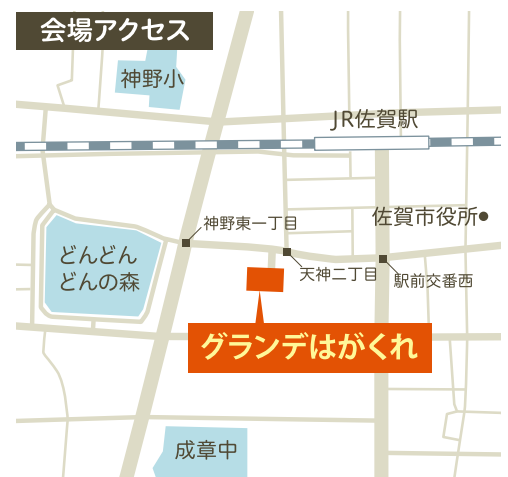 会場アクセス
神野小
JR佐賀駅
佐賀市役所
神野東一丁目
どんどん
どんの森
天神二丁目
駅前交番西
グランデはがくれ
成章中